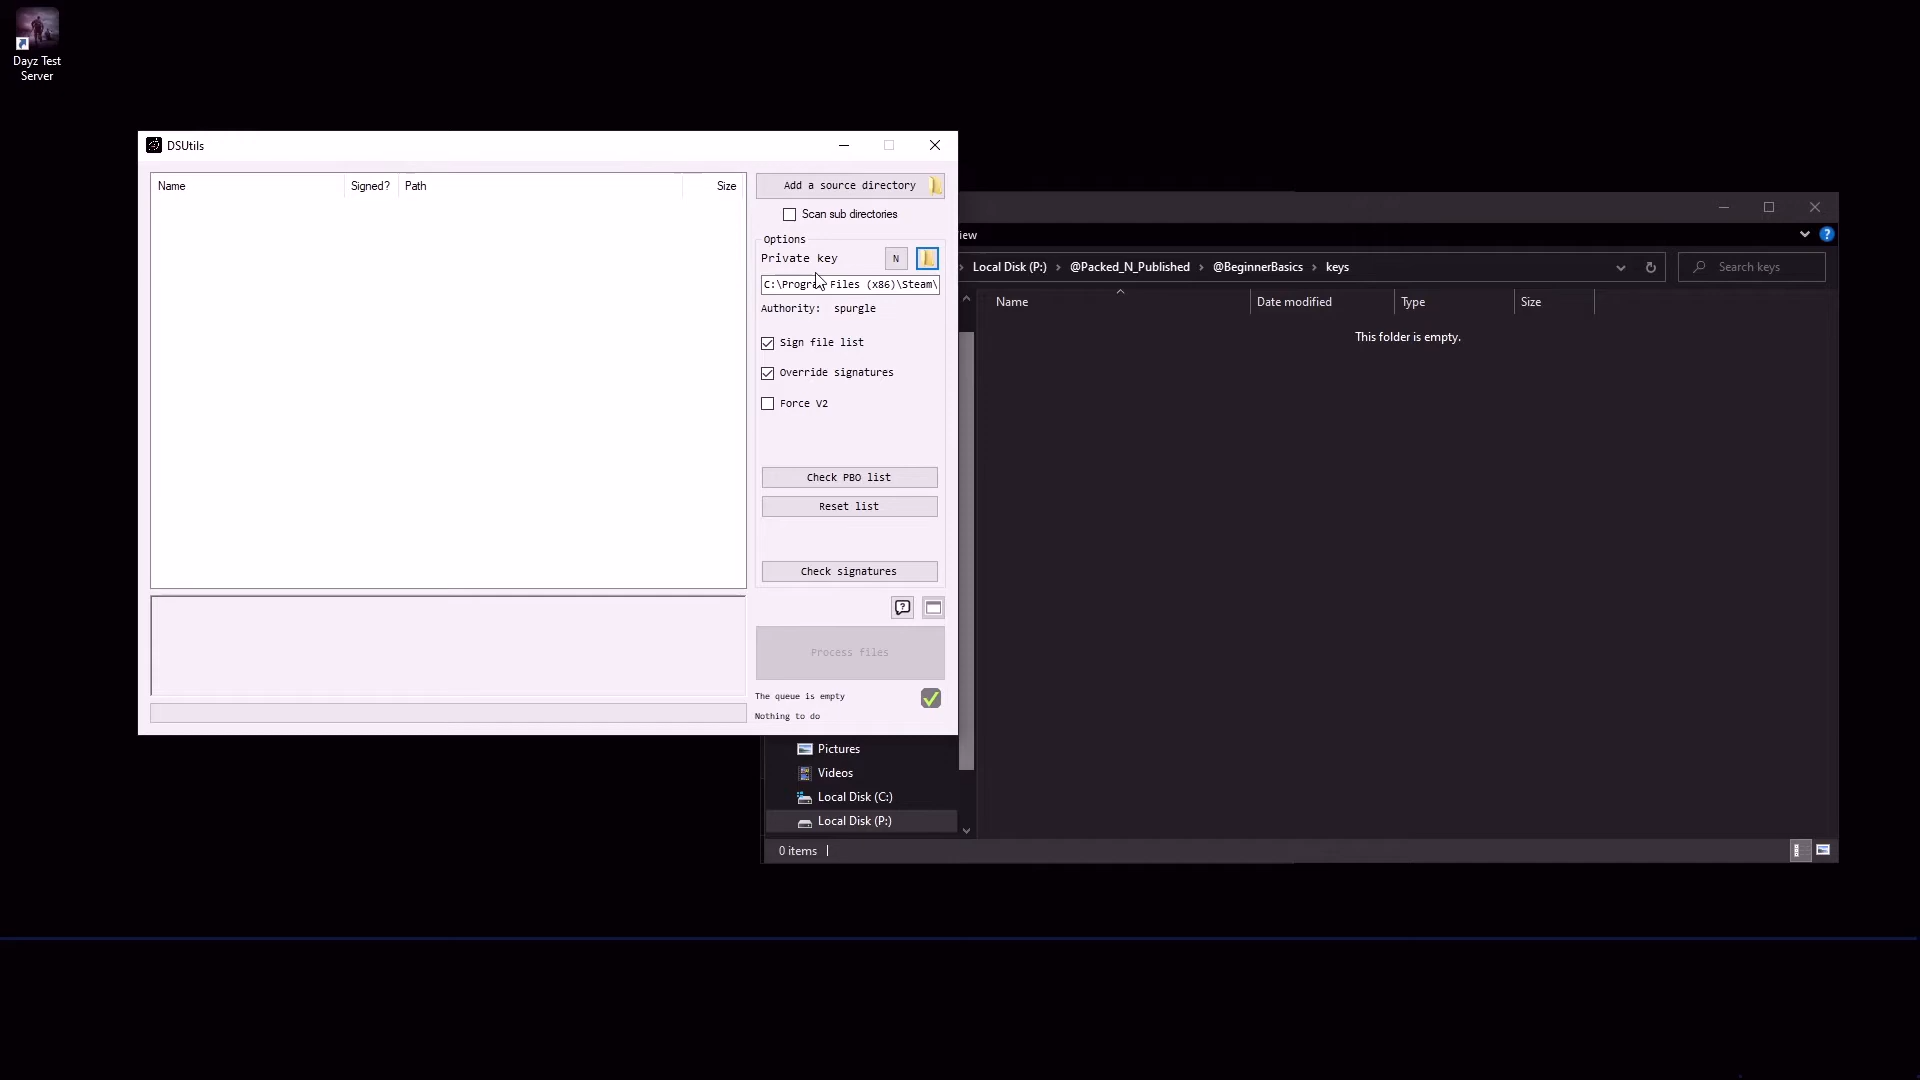 Dayz Test
Server
DSUtils
Name Signed? Path Size
Add a source directory
Scan sub directories
Options
Private key N
C:\Progra Files (x86)\Steam\
Authority: spurgle
Sign file list
Override signatures
Force V2
Check PBO list
Reset list
Check signatures
Process files
The queue is empty
Nothing to do
iew
Local Disk (P:) > @Packed_N_Published > @BeginnerBasics > keys
Search keys
Name Date modified Type Size
This folder is empty.
Pictures
Videos
Local Disk (C:)
Local Disk (P:)
0 items